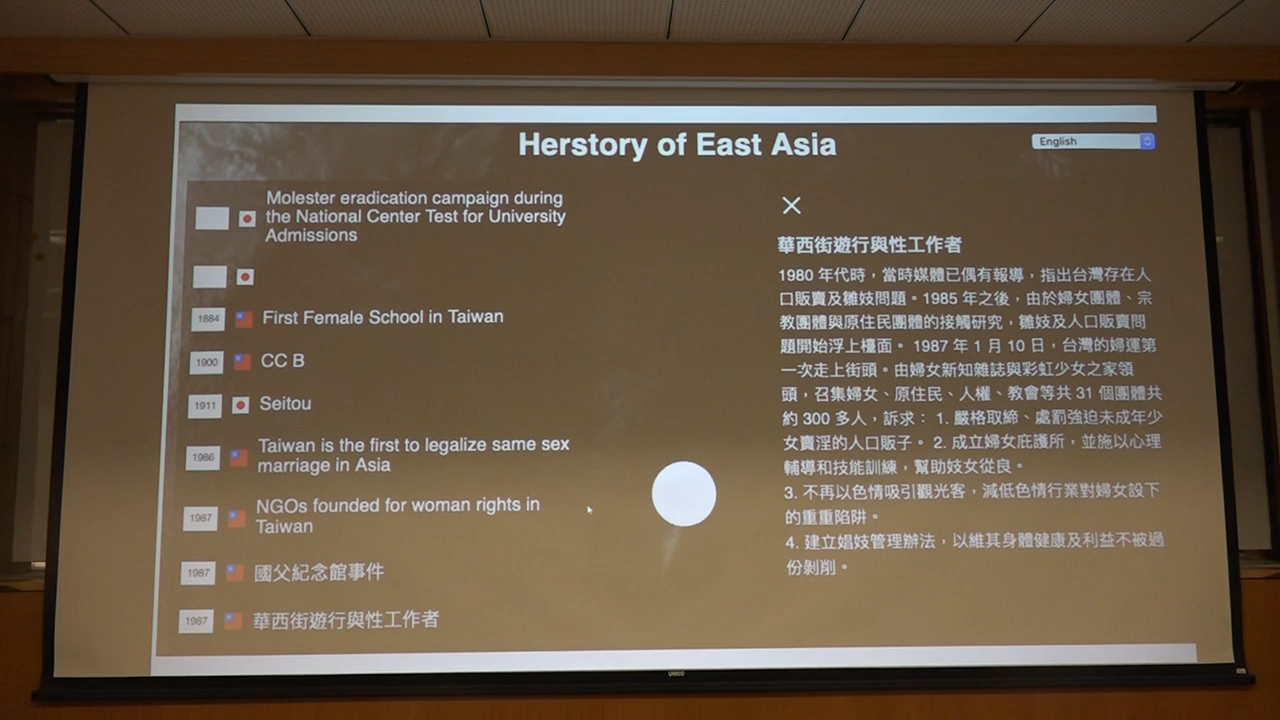 Herstory of East Asia
English
Molester eradication campaign during
the National Center Test for University
Admissions
1884 First Female School in Taiwan
1900 CC B
1911 Seitou
1986 Taiwan is the first to legalize same sex
marriage in Asia
1987 NGOs founded for woman rights in
Taiwan
1987 國父紀念館事件
1987 華西街遊行與性工作者
華西街遊行與性工作者
1980 年代時，當時媒體已偶有報導，指出台灣存在人
口販賣及雛妓問題。1985 年之後，由於婦女團體、宗
教團體與原住民團體的接觸研究，雛妓及人口販賣問
題開始浮上檯面。 1987 年 1 月 10 日，台灣的婦運第
一次走上街頭。由婦女新知雜誌與彩虹少女之家領
頭，召集婦女、原住民、人權、教會等共 31 個團體共
約 300 多人，訴求： 1. 嚴格取締、處罰強迫未成年少
女賣淫的人口販子。 2. 成立婦女庇護所，並施以心理
輔導和技能訓練，幫助妓女從良。
3. 不再以色情吸引觀光客，減低色情行業對婦女設下
的重重陷阱。
4. 建立娼妓管理辦法，以維其身體健康及利益不被過
份剝削。